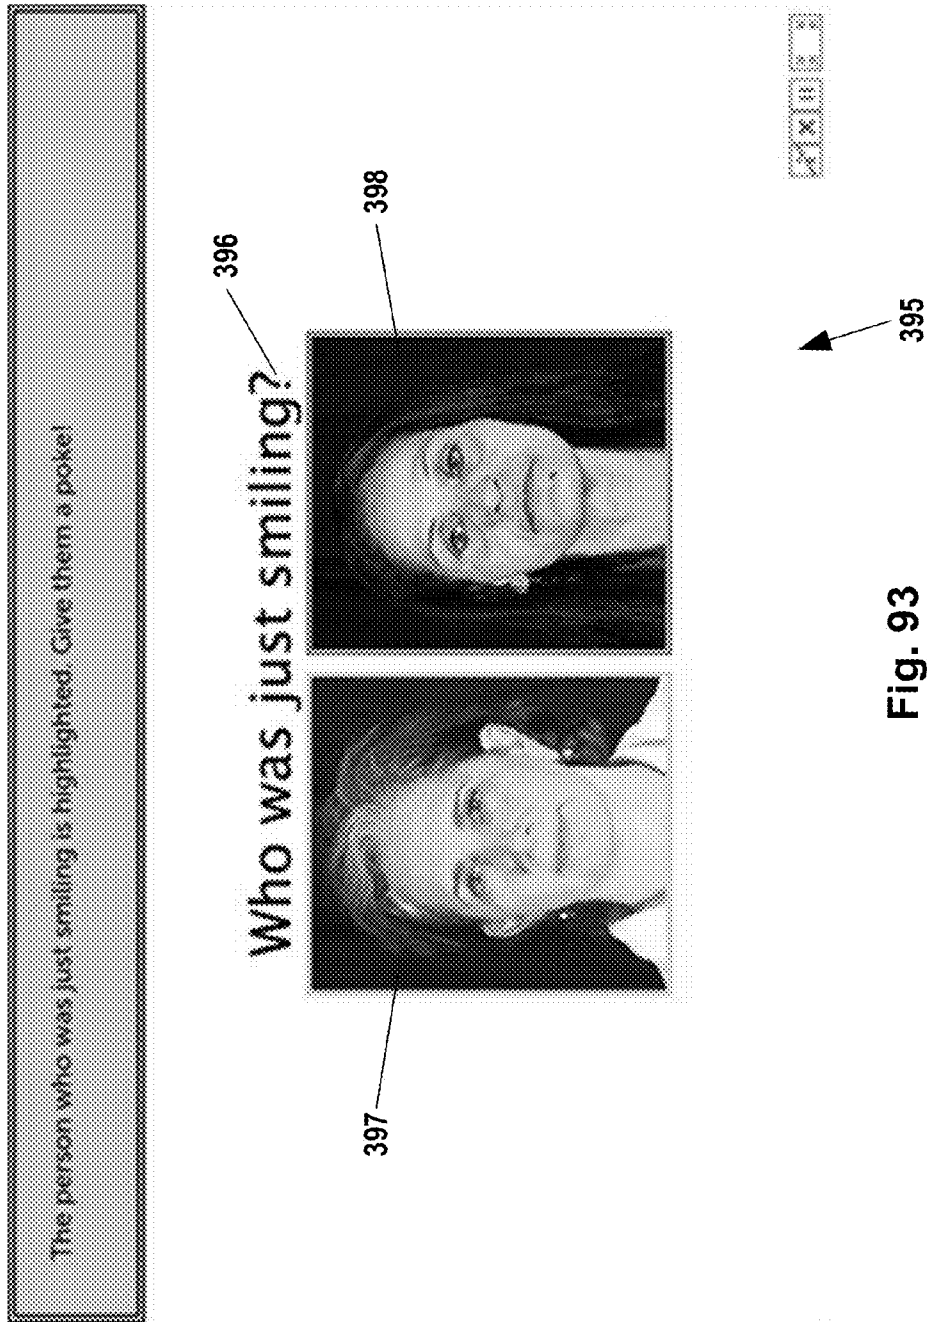 The person who was just smiling is highlighted. Give them a poke!
396
Who was just smiling?
397
398
395
Fig. 93